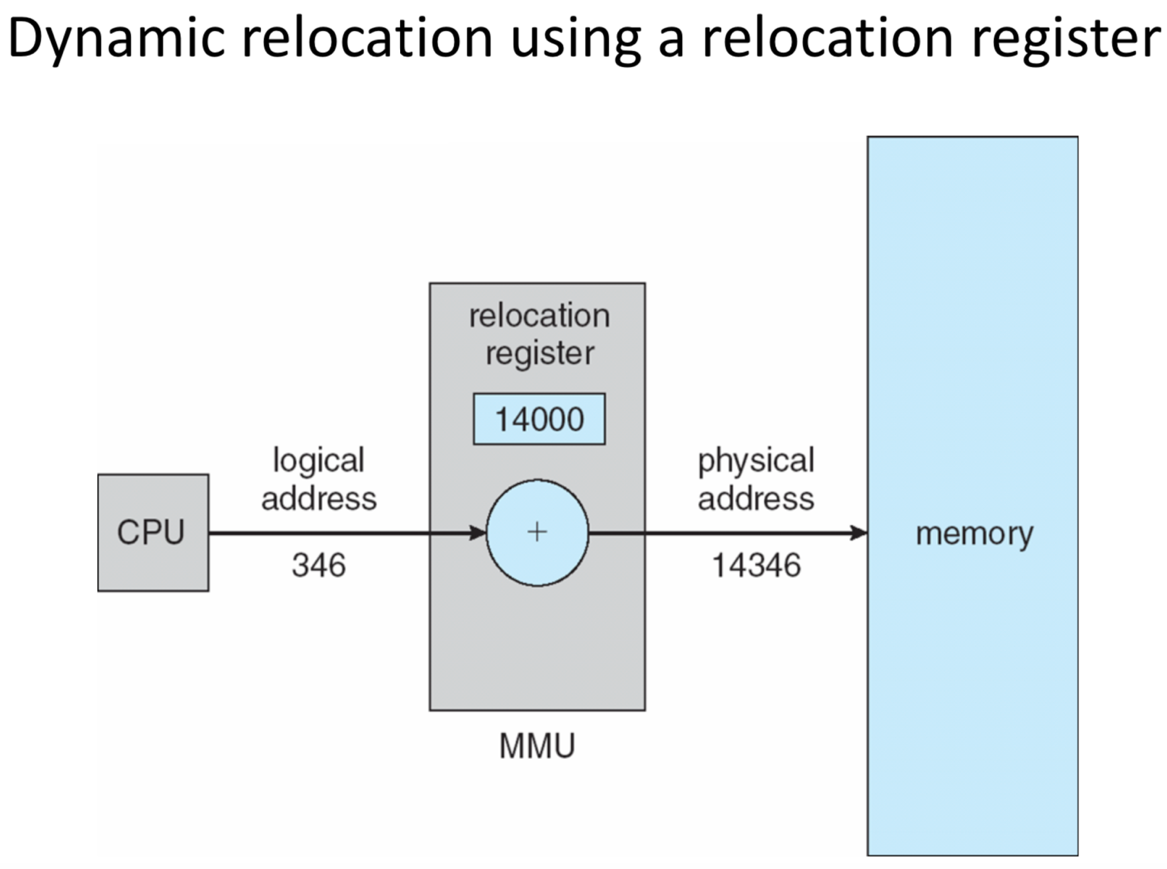 Dynamic relocation using a relocation register
relocation
register
14000
logical
address
346
CPU
+
physical
address
14346
memory
MMU